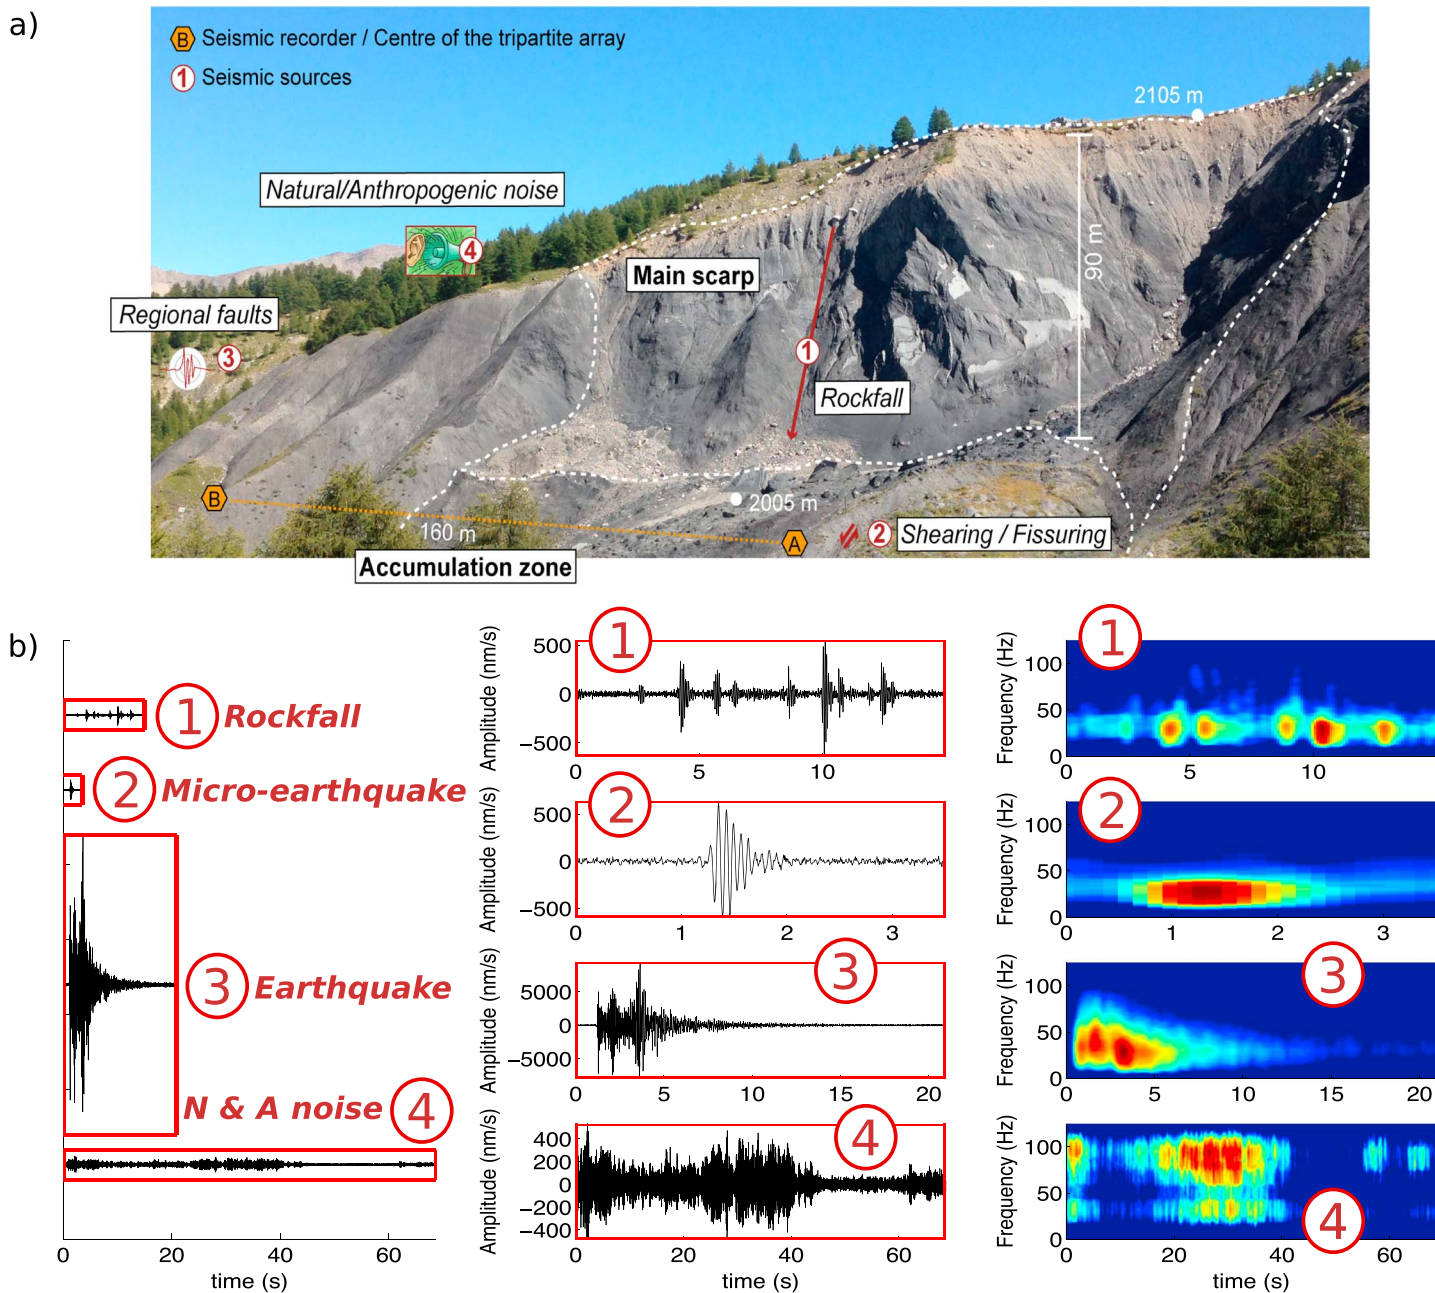 a)
B Seismic recorder / Centre of the tripartite array
1 Seismic sources
2105 m
Natural/Anthropogenic noise
4
90 m
Main scarp
Regional faults
3
1
Rockfall
B
2005 m
160 m
A
2 Shearing / Fissuring
Accumulation zone
b)
1 Rockfall
2 Micro-earthquake
3 Earthquake
N & A noise 4
0 20 40 60
time (s)
1
Amplitude (nm/s)
500
0
−500
0 5 10
2
Amplitude (nm/s)
500
0
−500
0 1 2 3
3
Amplitude (nm/s)
5000
0
−5000
0 5 10 15 20
4
Amplitude (nm/s)
400
200
0
−200
−400
0 20 40 60
time (s)
1
Frequency (Hz)
100
50
0
0 5 10
2
Frequency (Hz)
100
50
0
0 1 2 3
3
Frequency (Hz)
100
50
0
0 5 10 15 20
4
Frequency (Hz)
100
50
0
0 20 40 60
time (s)